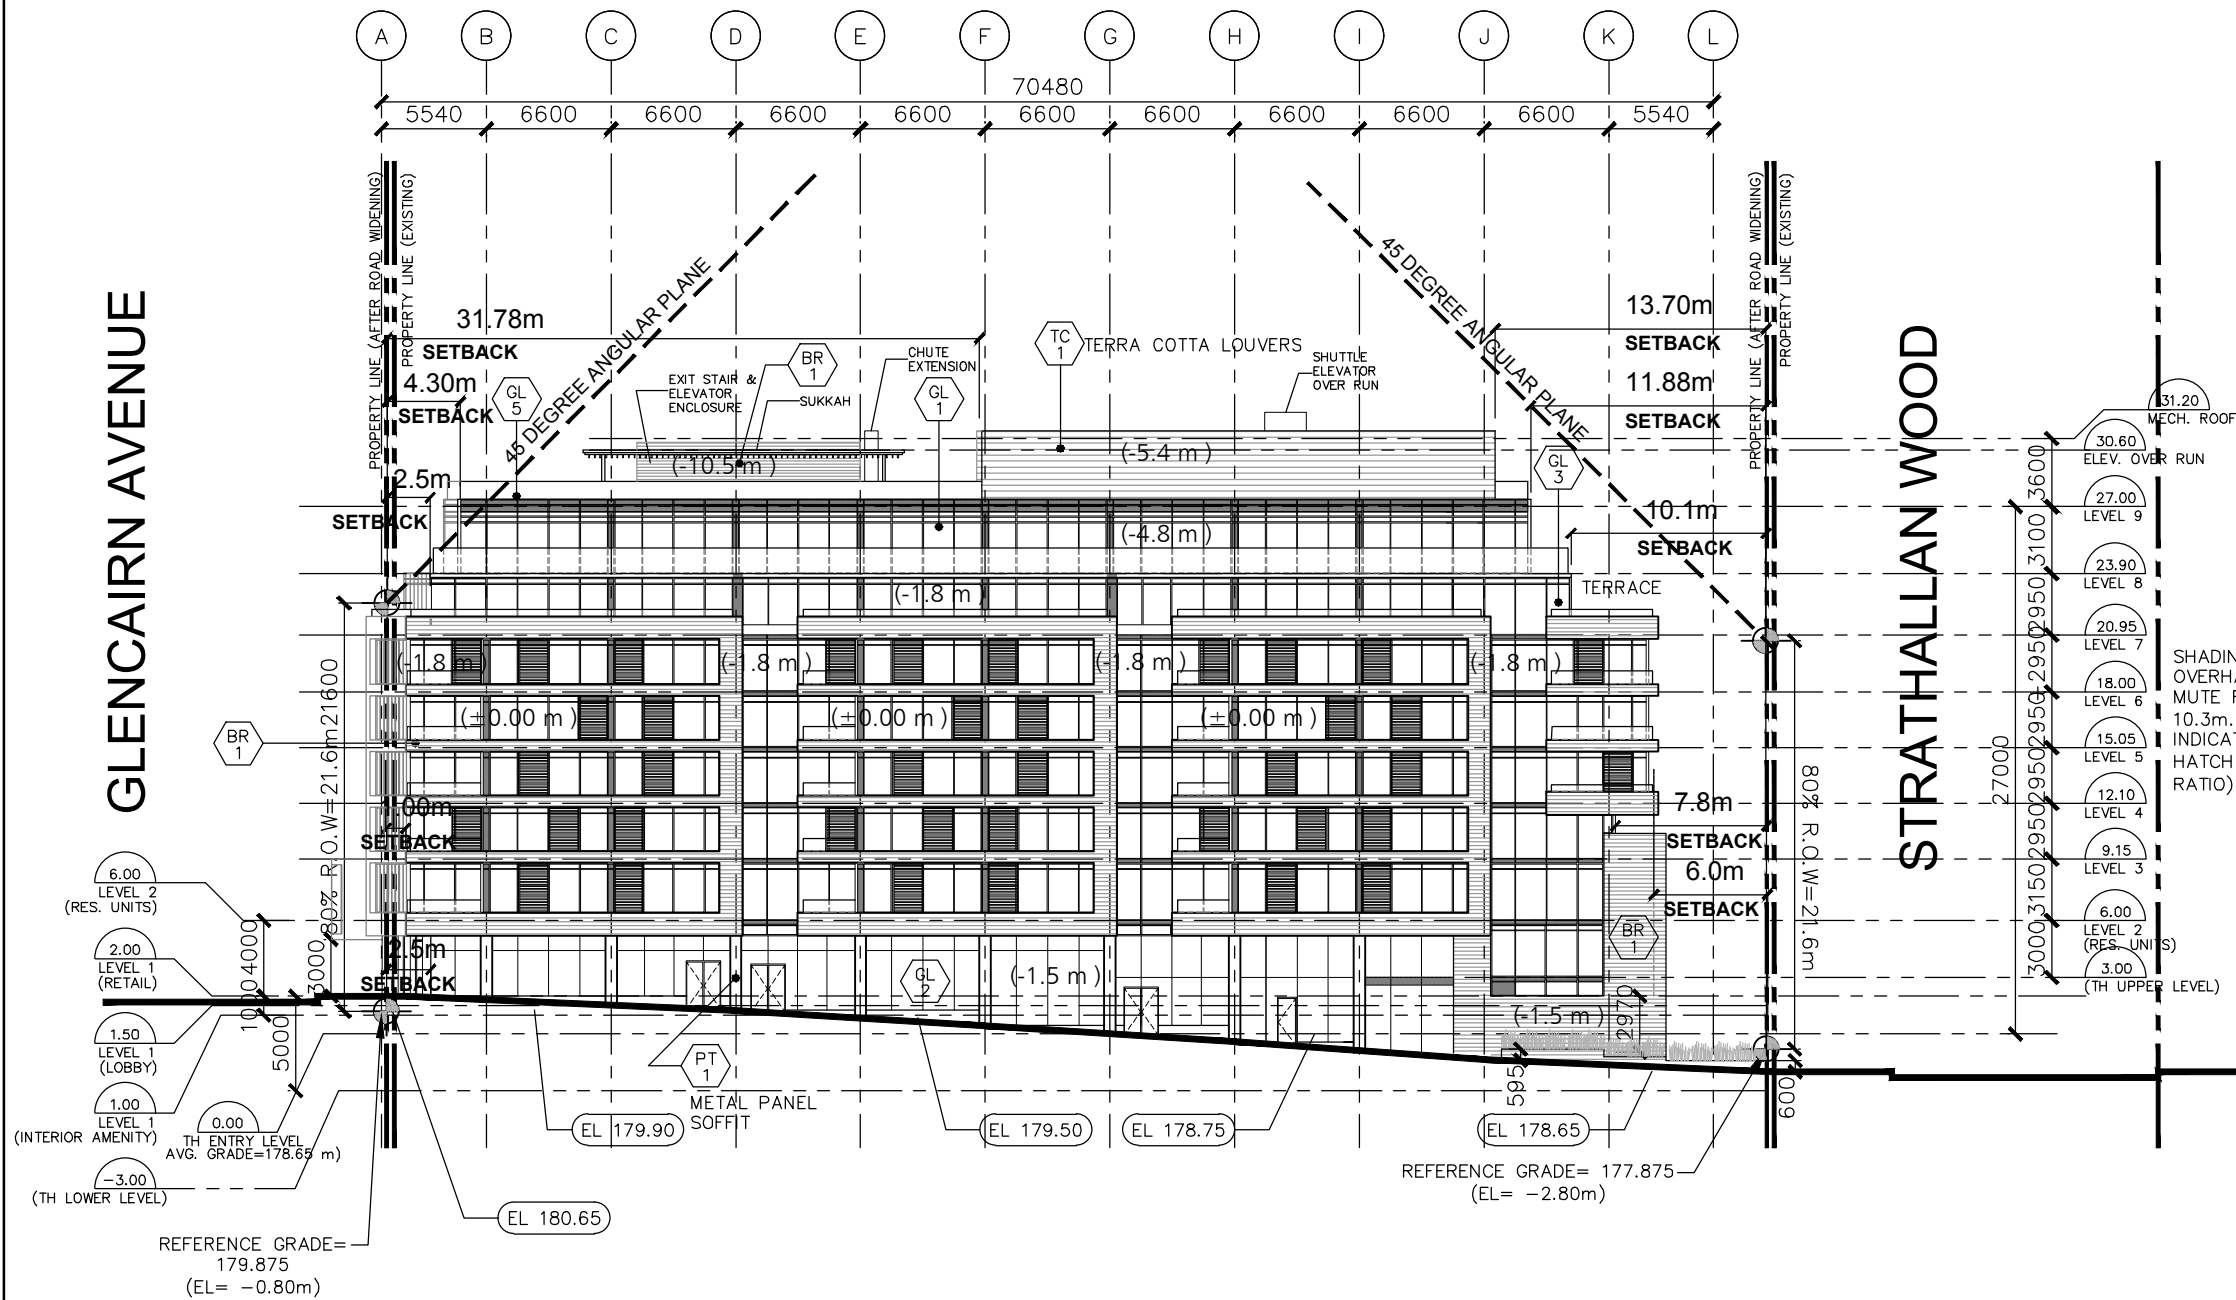 A B C D E F G H I J K L
70480
5540 6600 6600 6600 6600 6600 6600 6600 6600 6600 5540
PROPERTY LINE (AFTER ROAD WIDENING)
PROPERTY LINE (EXISTING)
PROPERTY LINE (AFTER ROAD WIDENING)
PROPERTY LINE (EXISTING)
GLENCAIRN AVENUE
STRATHALLAN WOOD
45 DEGREE ANGULAR PLANE
45 DEGREE ANGULAR PLANE
31.78m
SETBACK
4.30m
SETBACK
2.5m
SETBACK
13.70m
SETBACK
11.88m
SETBACK
10.1m
SETBACK
GL
5
EXIT STAIR &
ELEVATOR
ENCLOSURE
BR
1
SUKKAH
CHUTE
EXTENSION
GL
1
TC
1
TERRA COTTA LOUVERS
SHUTTLE
ELEVATOR
OVER RUN
GL
3
TERRACE
(-10.5 m )
(-5.4 m )
(-4.8 m )
(-1.8 m )
(-1.8 m ) (-1.8 m ) (-1.8 m ) (-1.8 m )
(±0.00 m ) (±0.00 m ) (±0.00 m )
BR
1
80% R.O.W=21.6m
21600
.00m
SETBACK
2.5m
SETBACK
7.8m
SETBACK
6.0m
SETBACK
BR
1
80% R.O.W=21.6m
GL
2
(-1.5 m )
(-1.5 m )
2970
595
600
3000
4000
1000
5000
6.00
LEVEL 2
(RES. UNITS)
2.00
LEVEL 1
(RETAIL)
1.50
LEVEL 1
(LOBBY)
1.00
LEVEL 1
(INTERIOR AMENITY)
0.00
TH ENTRY LEVEL
AVG. GRADE=178.65 m)
-3.00
(TH LOWER LEVEL)
REFERENCE GRADE=
179.875
(EL= -0.80m)
EL 180.65
EL 179.90
PT
1
METAL PANEL
SOFFIT
EL 179.50
EL 178.75
EL 178.65
REFERENCE GRADE= 177.875
(EL= -2.80m)
27000
3600
3100
2950
2950
2950
2950
2950
2950
3150
3000
31.20
MECH. ROOF
30.60
ELEV. OVER RUN
27.00
LEVEL 9
23.90
LEVEL 8
20.95
LEVEL 7
18.00
LEVEL 6
15.05
LEVEL 5
12.10
LEVEL 4
9.15
LEVEL 3
6.00
LEVEL 2
(RES. UNITS)
3.00
(TH UPPER LEVEL)
SHADIN
OVERHA
MUTE F
10.3m.
INDICAT
HATCH
RATIO)